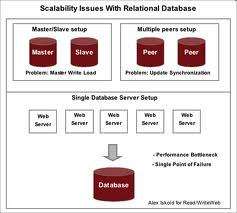 Scalability Issues With Relational Database
Master/Slave setup
Multiple peers setup
Master
Slave
Peer
Peer
Problem: Master Write Load
Problem: Update Synchronization
Single Database Server Setup
Web Server
Web Server
Web Server
Web Server
Web Server
- Performance Bottleneck
- Single Point of Failure
Database
Alex Iskold for Read/WriteWeb